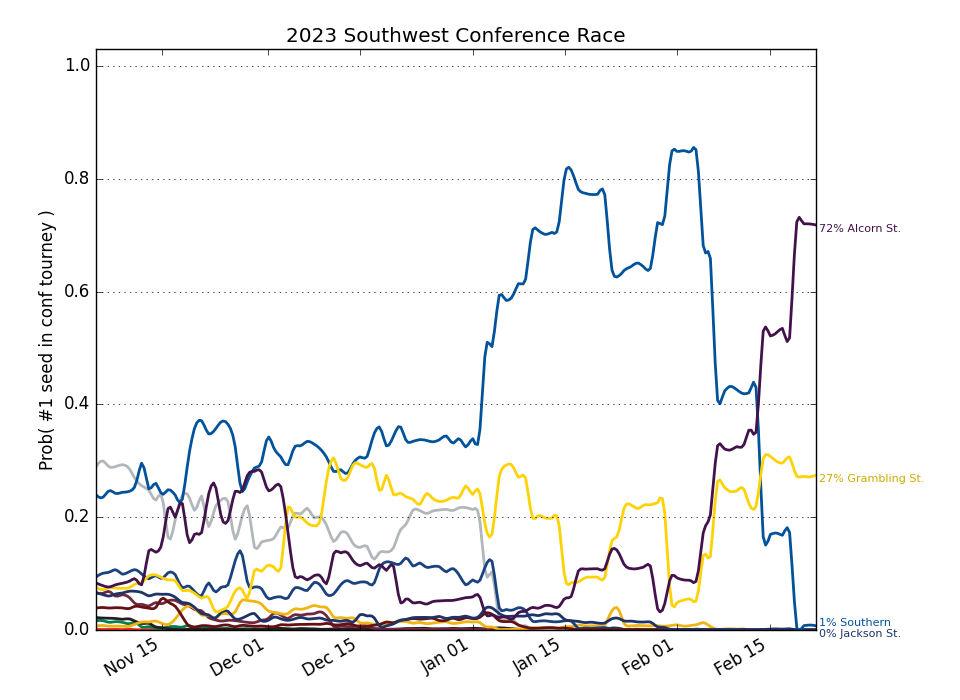 2023 Southwest Conference Race
Prob( #1 seed in conf tourney )
1.0
0.8
0.6
0.4
0.2
0.0
72% Alcorn St.
27% Grambling St.
1% Southern
0% Jackson St.
Nov 15
Dec 01
Dec 15
Jan 01
Jan 15
Feb 01
Feb 15